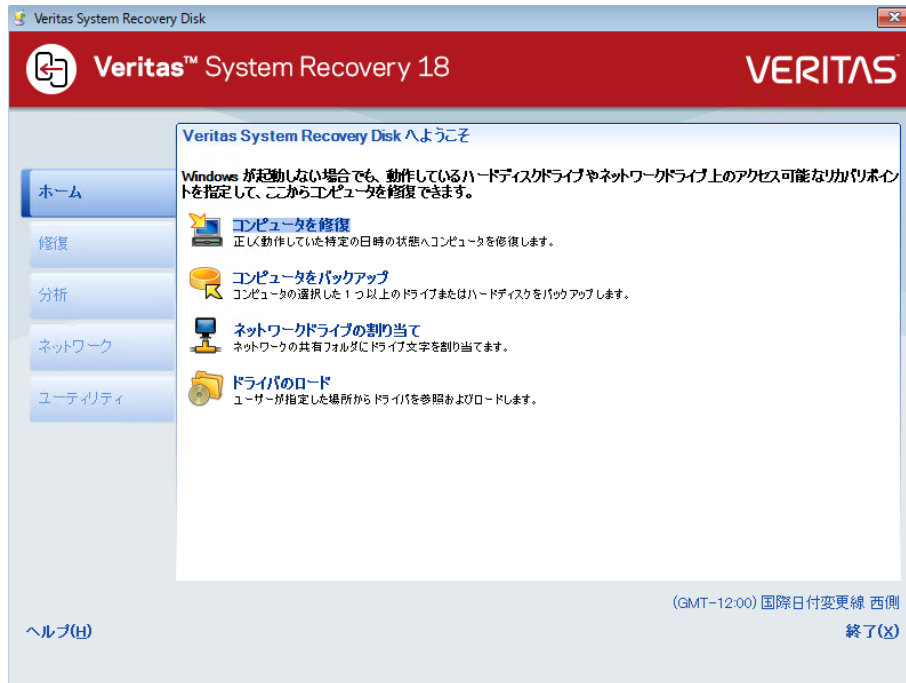 Veritas System Recovery Disk
Veritas™ System Recovery 18
VERITAS
Veritas System Recovery Disk へようこそ
Windows が起動しない場合でも、動作しているハードディスクドライブやネットワークドライブ上のアクセス可能なリカバリポイン
トを指定して、ここからコンピュータを修復できます。
ホーム
修復
分析
ネットワーク
ユーティリティ
コンピュータを修復
正しく動作していた特定の日時の状態へコンピュータを修復します。
コンピュータをバックアップ
コンピュータの選択した 1 つ以上のドライブまたはハードディスクをバックアップします。
ネットワークドライブの割り当て
ネットワークの共有フォルダにドライブ文字を割り当てます。
ドライバのロード
ユーザーが指定した場所からドライバを参照およびロードします。
(GMT-12:00) 国際日付変更線 西側
ヘルプ(H)
終了(X)